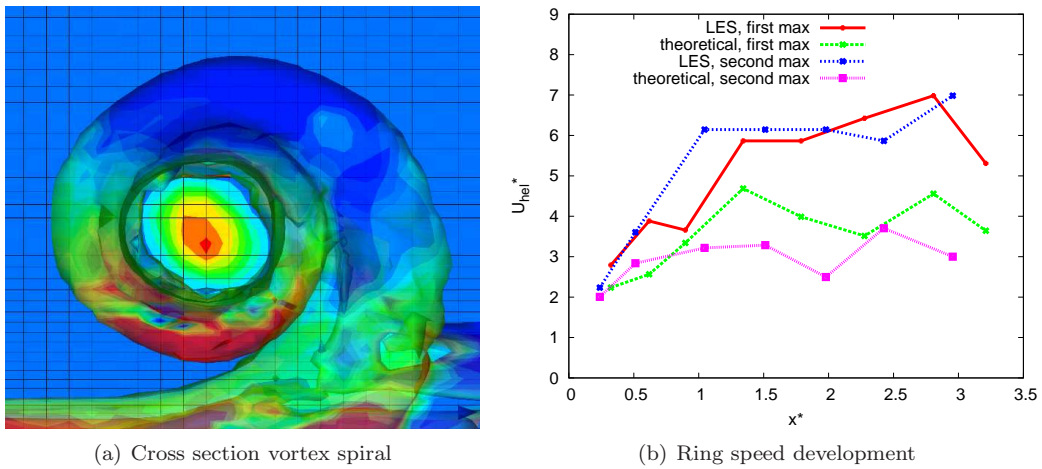 9
8
7
6
5
4
3
2
1
0
U_hel*
LES, first max
theoretical, first max
LES, second max
theoretical, second max
0 0.5 1 1.5 2 2.5 3 3.5
x*
(a) Cross section vortex spiral
(b) Ring speed development